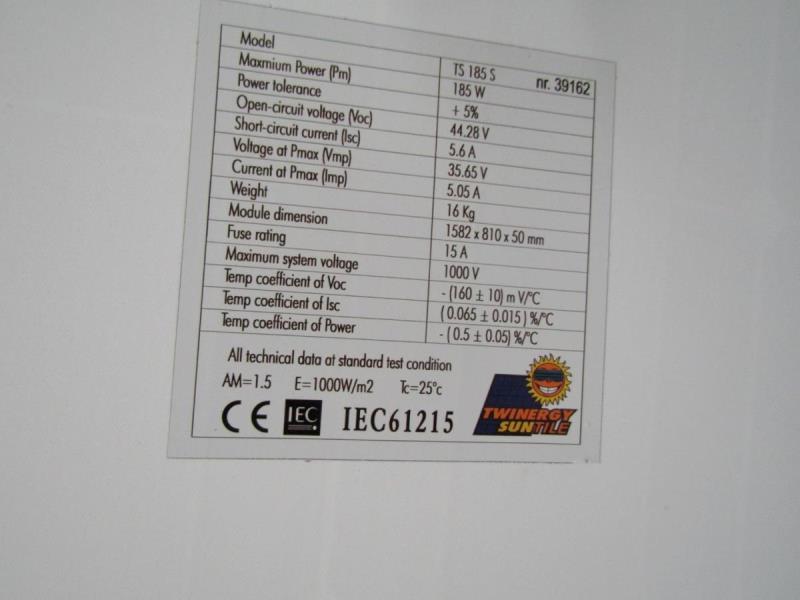 Model TS 185 S nr. 39162
Maxmium Power (Pm) 185 W
Power tolerance + 5%
Open-circuit voltage (Voc) 44.28 V
Short-circuit current (Isc) 5.6 A
Voltage at Pmax (Vmp) 35.65 V
Current at Pmax (Imp) 5.05 A
Weight 16 Kg
Module dimension 1582 x 810 x 50 mm
Fuse rating 15 A
Maximum system voltage 1000 V
Temp coefficient of Voc - (160 ± 10) m V/°C
Temp coefficient of Isc ( 0.065 ± 0.015 ) %/°C
Temp coefficient of Power - ( 0.5 ± 0.05) %/°C
All technical data at standard test condition
AM=1.5 E=1000W/m2 Tc=25°c
CE IEC IEC61215
TWINERGY
SUNTILE